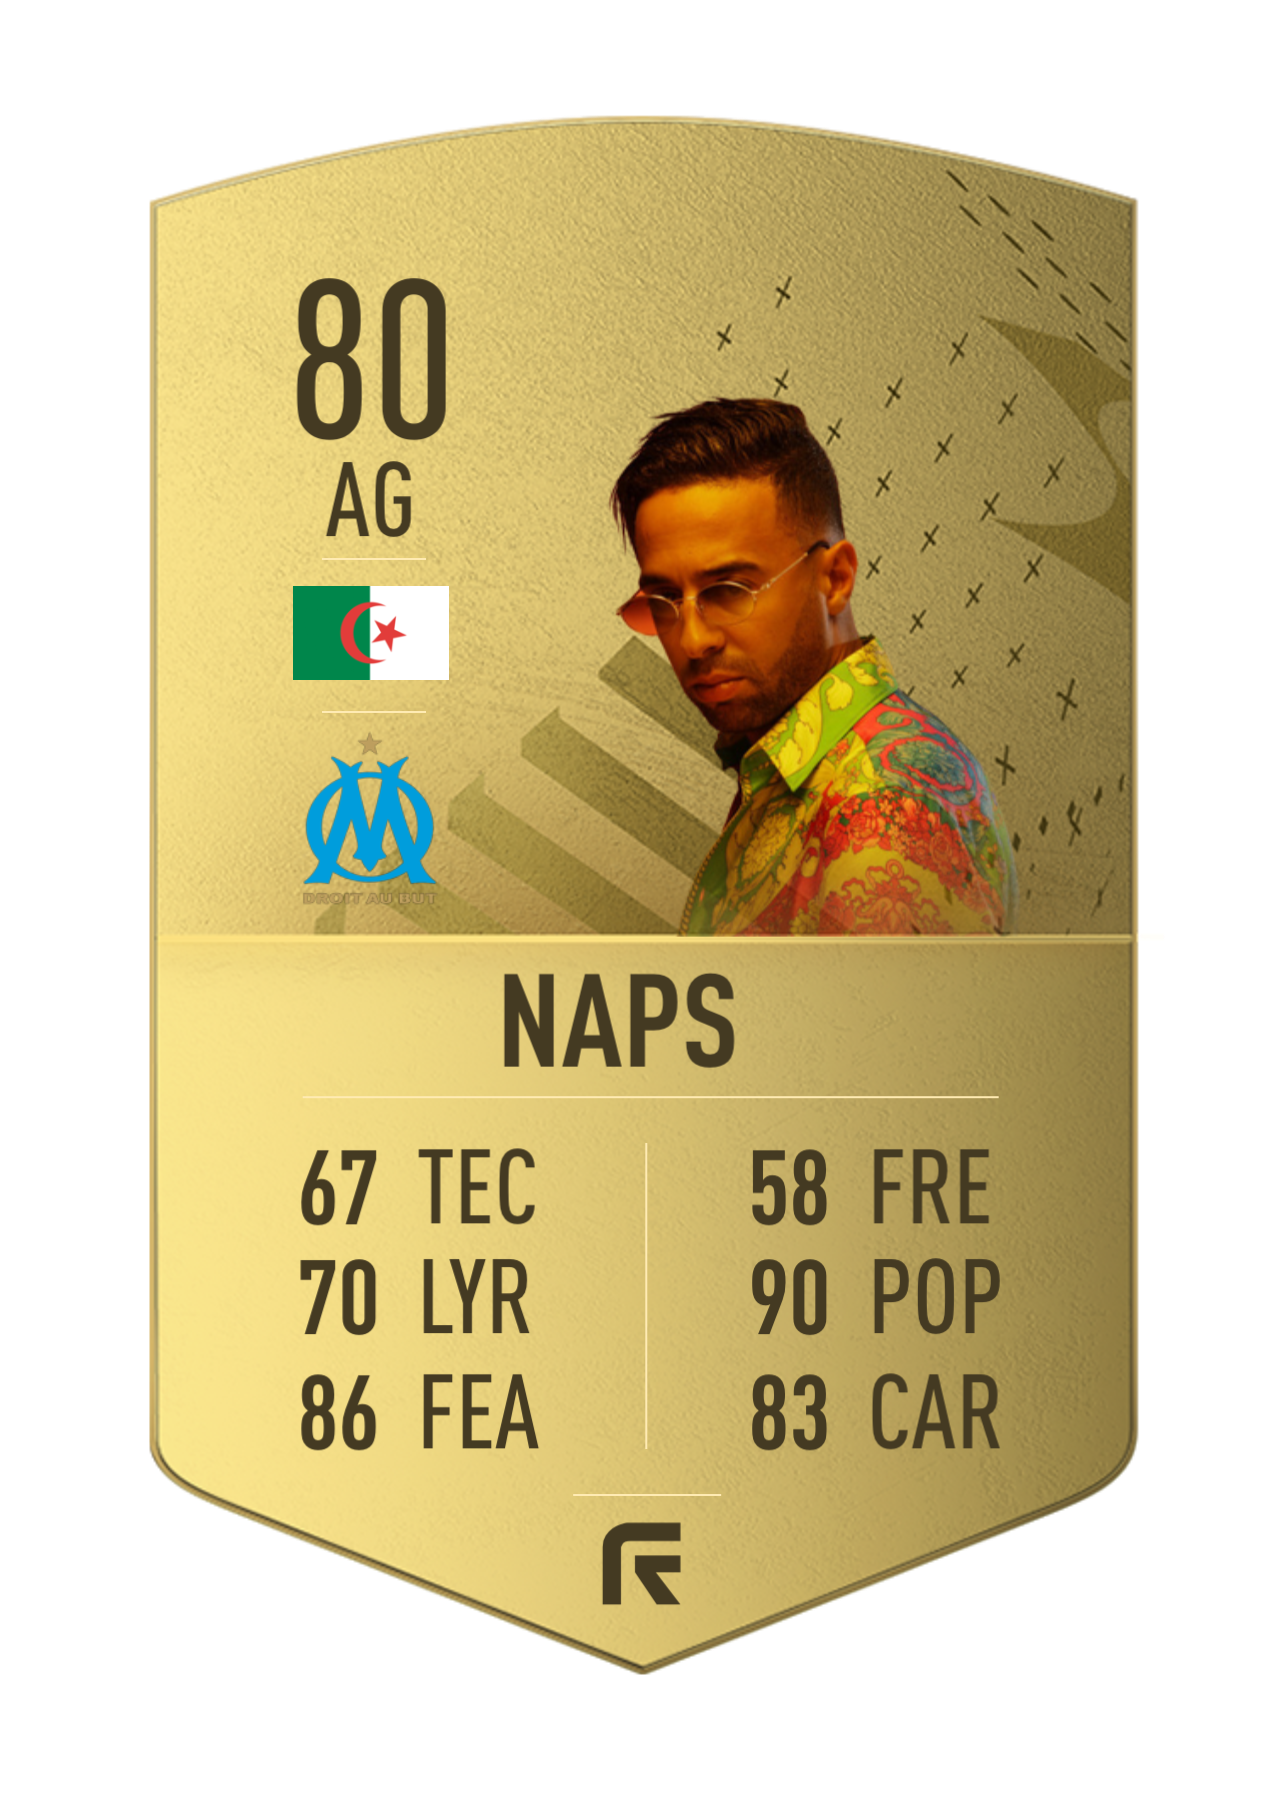 80
AG
DROIT AU BUT
NAPS
67 TEC 58 FRE
70 LYR 90 POP
86 FEA 83 CAR